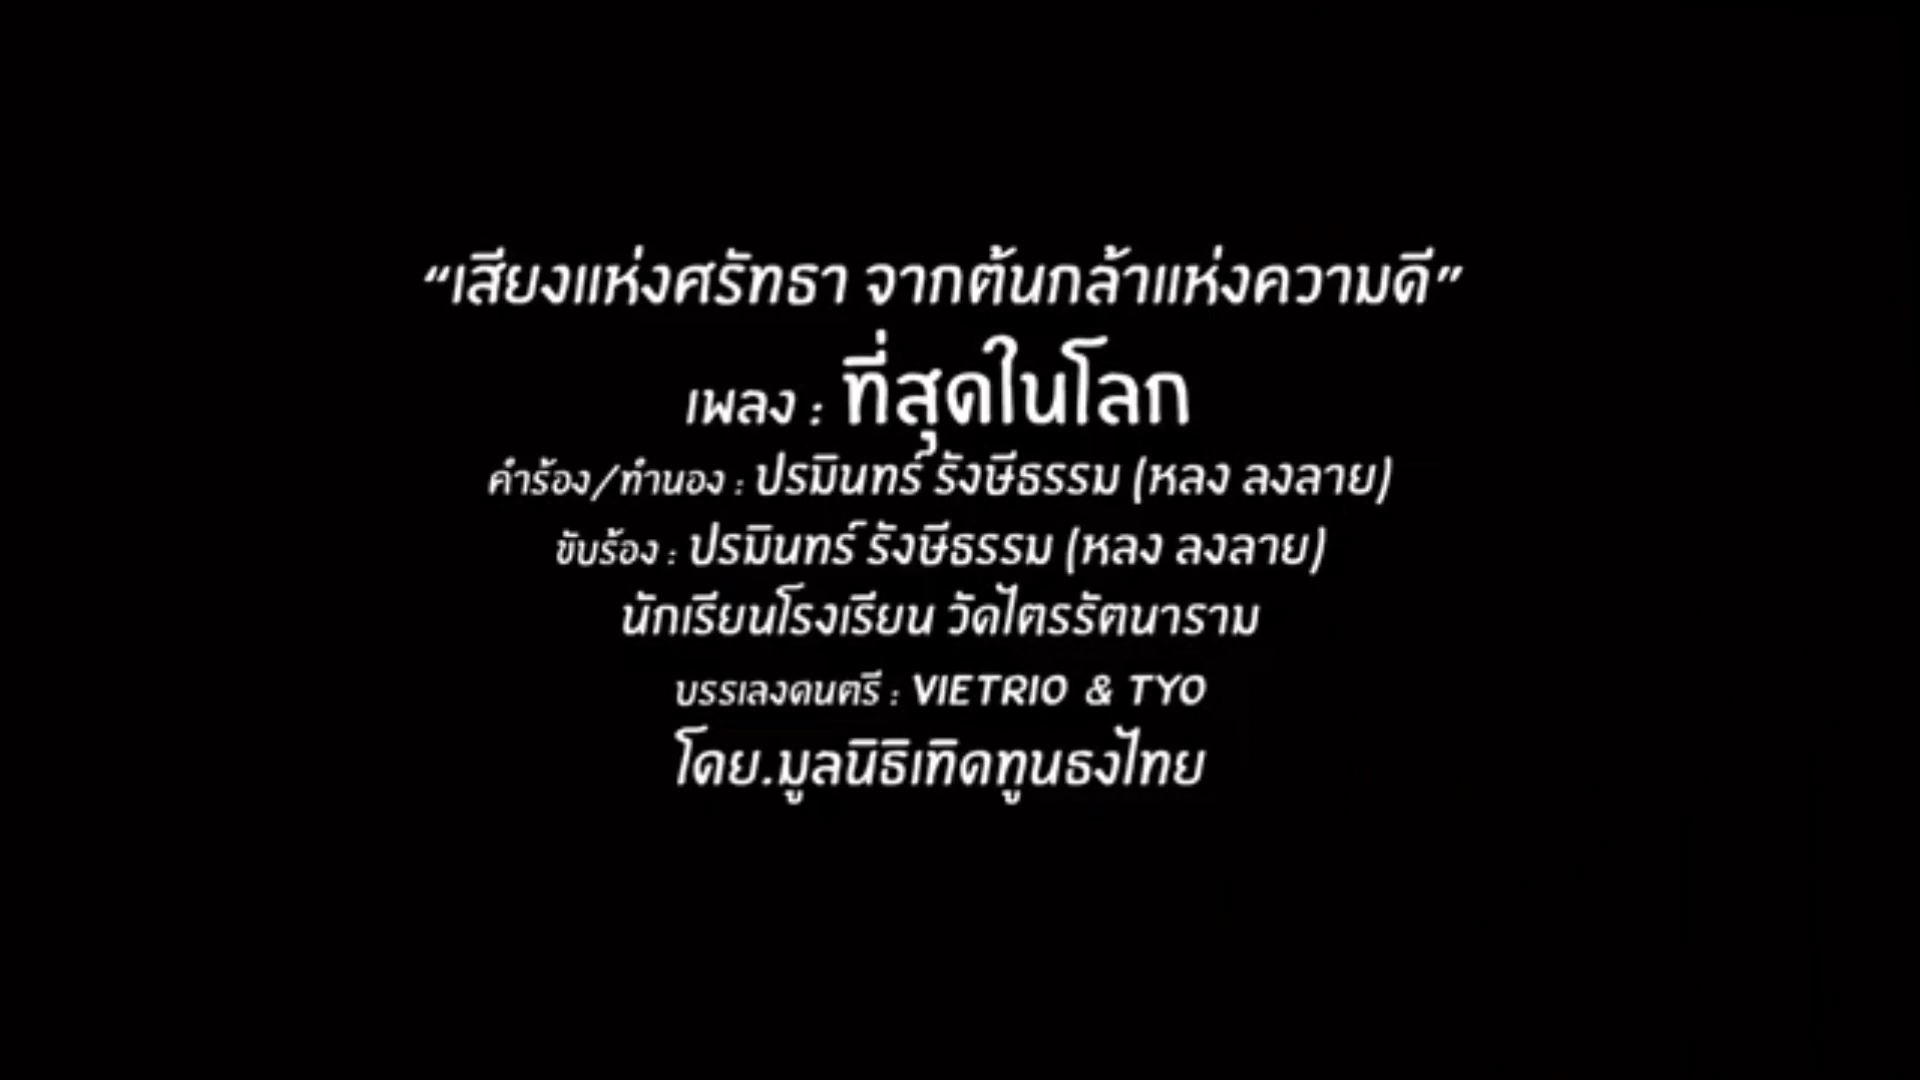 “เสียงแห่งศรัทธา จากต้นกล้าแห่งความดี”
เพลง : ที่สุดในโลก
คำร้อง/ทำนอง : ปรมินทร์ รังษีธรรม (หลง ลงลาย)
ขับร้อง : ปรมินทร์ รังษีธรรม (หลง ลงลาย)
นักเรียนโรงเรียน วัดไตรรัตนาราม
บรรเลงดนตรี : VIETRIO & TYO
โดย.มูลนิธิเทิดทูนธงไทย